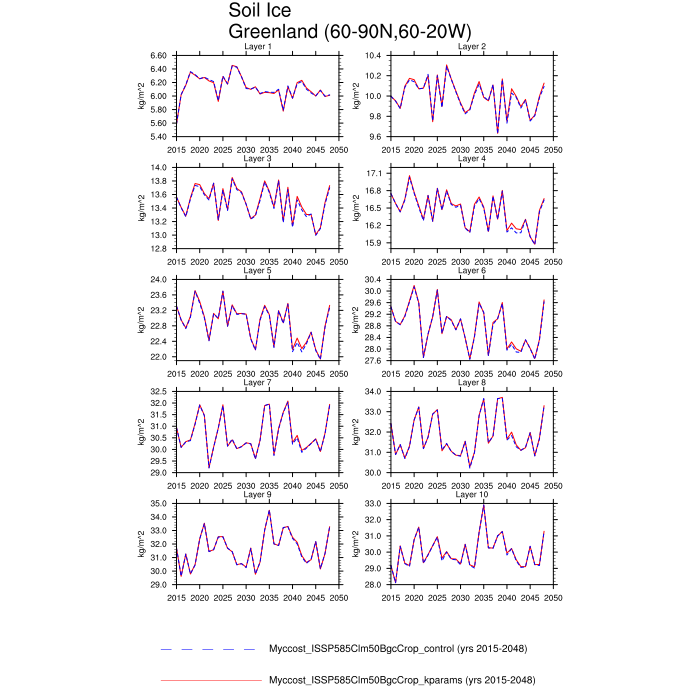 Soil Ice
Greenland (60-90N,60-20W)
Layer 1
kg/m^2
6.60
6.40
6.20
6.00
5.80
5.60
5.40
2015 2020 2025 2030 2035 2040 2045 2050
Layer 2
kg/m^2
10.4
10.2
10.0
9.8
9.6
2015 2020 2025 2030 2035 2040 2045 2050
Layer 3
kg/m^2
14.0
13.8
13.6
13.4
13.2
13.0
12.8
2015 2020 2025 2030 2035 2040 2045 2050
Layer 4
kg/m^2
17.1
16.8
16.5
16.2
15.9
2015 2020 2025 2030 2035 2040 2045 2050
Layer 5
kg/m^2
24.0
23.6
23.2
22.8
22.4
22.0
2015 2020 2025 2030 2035 2040 2045 2050
Layer 6
kg/m^2
30.4
30.0
29.6
29.2
28.8
28.4
28.0
27.6
2015 2020 2025 2030 2035 2040 2045 2050
Layer 7
kg/m^2
32.5
32.0
31.5
31.0
30.5
30.0
29.5
29.0
2015 2020 2025 2030 2035 2040 2045 2050
Layer 8
kg/m^2
34.0
33.0
32.0
31.0
30.0
2015 2020 2025 2030 2035 2040 2045 2050
Layer 9
kg/m^2
35.0
34.0
33.0
32.0
31.0
30.0
29.0
2015 2020 2025 2030 2035 2040 2045 2050
Layer 10
kg/m^2
33.0
32.0
31.0
30.0
29.0
28.0
2015 2020 2025 2030 2035 2040 2045 2050
Myccost_ISSP585Clm50BgcCrop_control (yrs 2015-2048)
Myccost_ISSP585Clm50BgcCrop_kparams (yrs 2015-2048)